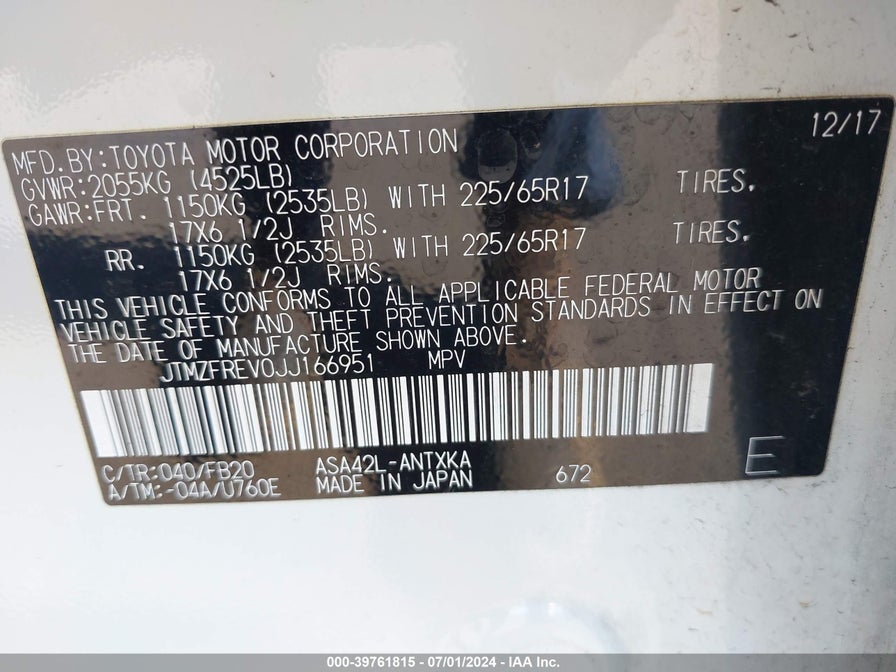 12/17
MFD.BY:TOYOTA MOTOR CORPORATION
GVWR:2055KG (4525LB)
GAWR:FRT. 1150KG (2535LB) WITH 225/65R17 TIRES.
17X6 1/2J RIMS.
RR. 1150KG (2535LB) WITH 225/65R17 TIRES.
17X6 1/2J RIMS.
THIS VEHICLE CONFORMS TO ALL APPLICABLE FEDERAL MOTOR
VEHICLE SAFETY AND THEFT PREVENTION STANDARDS IN EFFECT ON
THE DATE OF MANUFACTURE SHOWN ABOVE.
JTMZFREV0JJ166951 MPV
C/TR:040/FB20 ASA42L-ANTXKA
A/TM:-04A/U760E MADE IN JAPAN 672 E
000-39761815 - 07/01/2024 - IAA Inc.